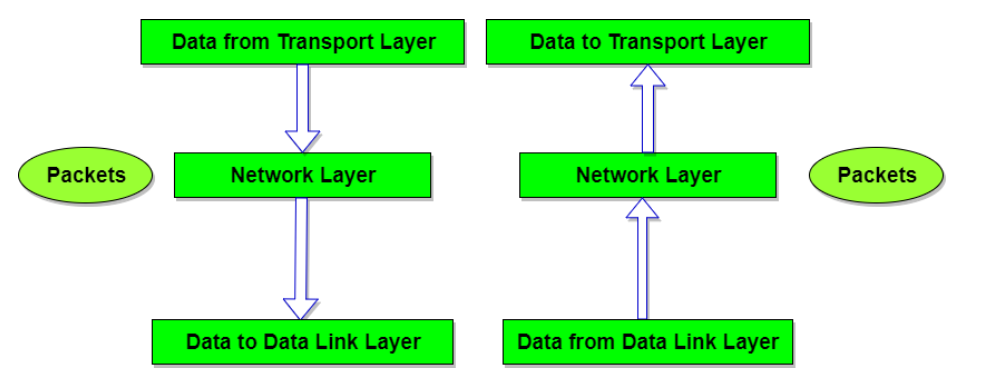 Data from Transport Layer
Data to Transport Layer
Packets
Network Layer
Network Layer
Packets
Data to Data Link Layer
Data from Data Link Layer